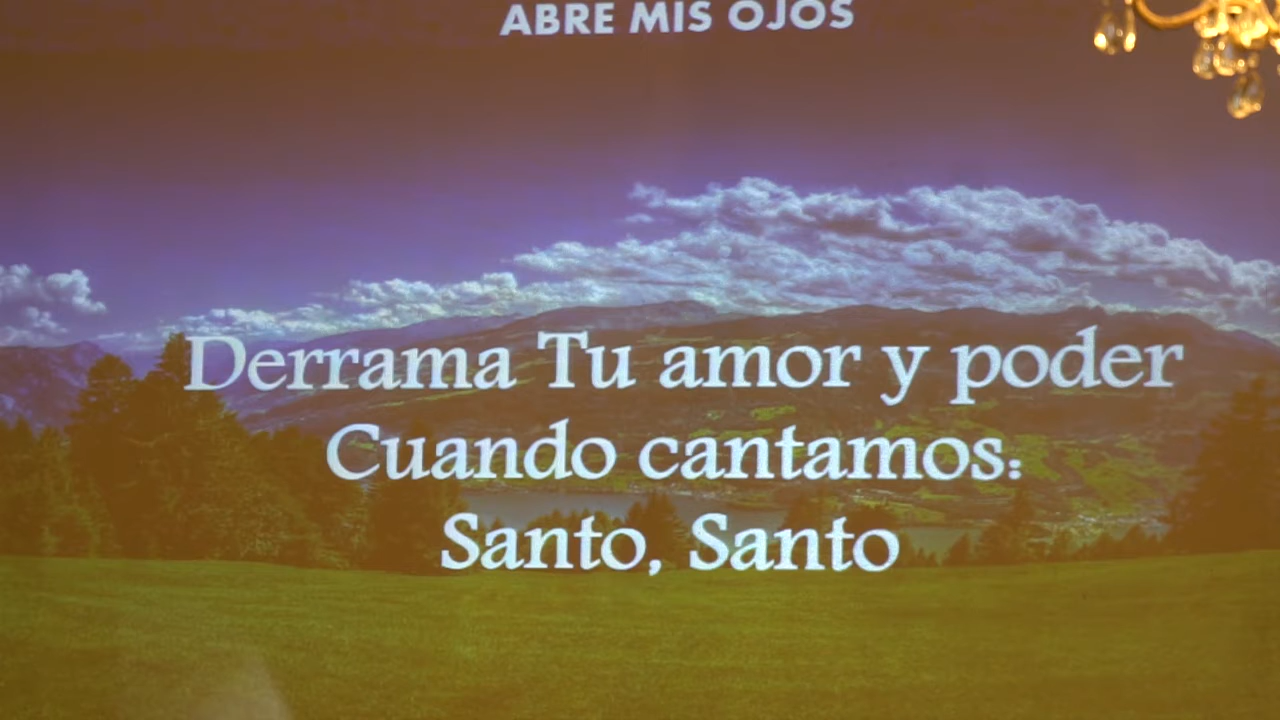 ABRE MIS OJOS
Derrama Tu amor y poder
Cuando cantamos:
Santo, Santo